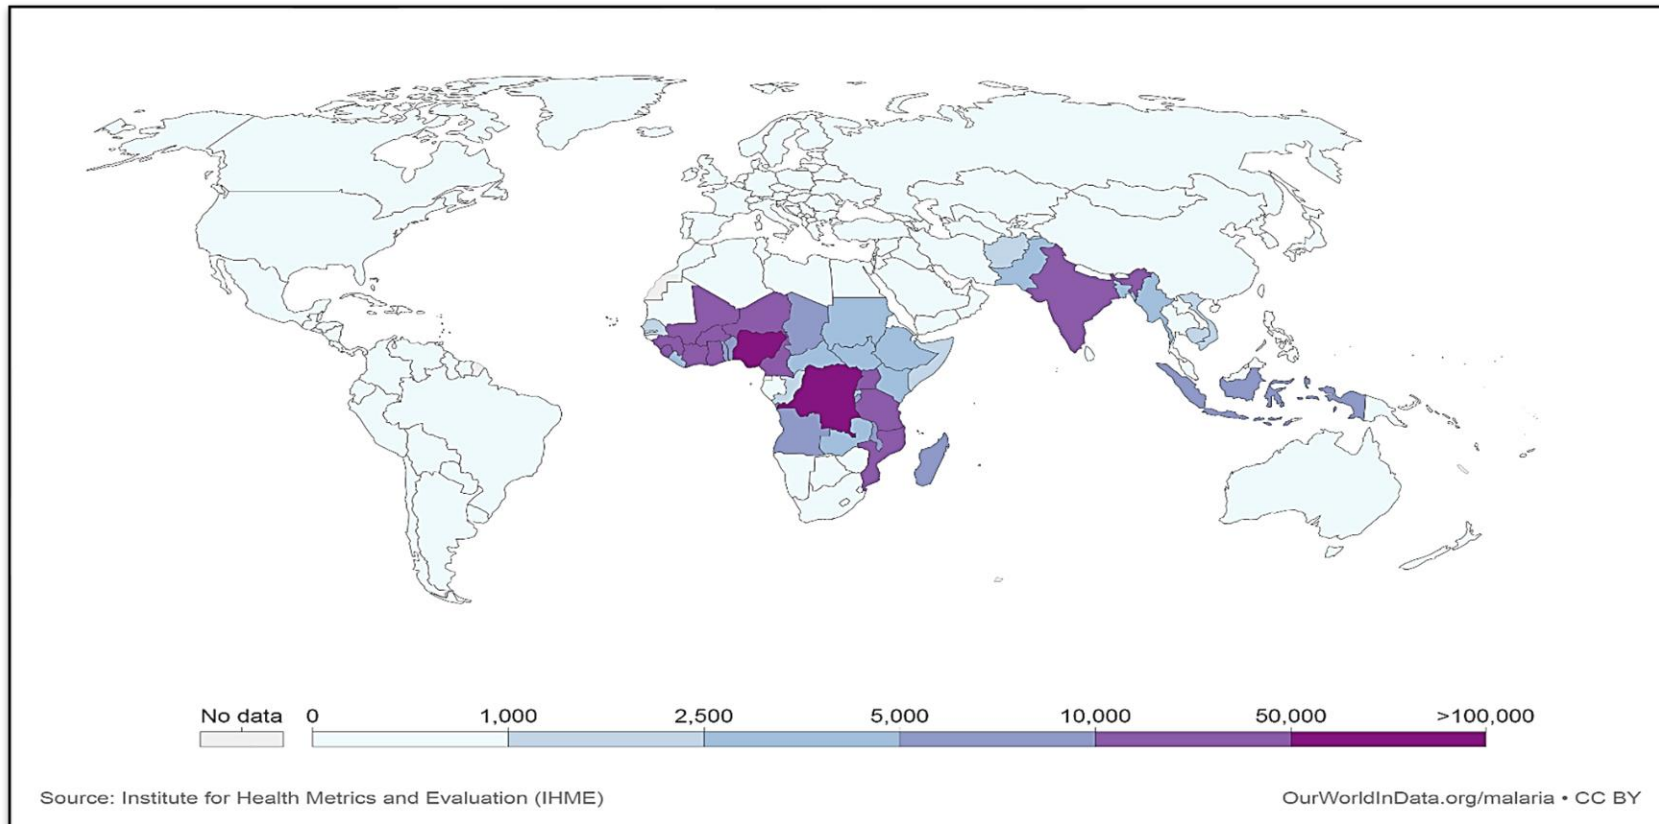 No data 0 1,000 2,500 5,000 10,000 50,000 >100,000
Source: Institute for Health Metrics and Evaluation (IHME) OurWorldInData.org/malaria • CC BY